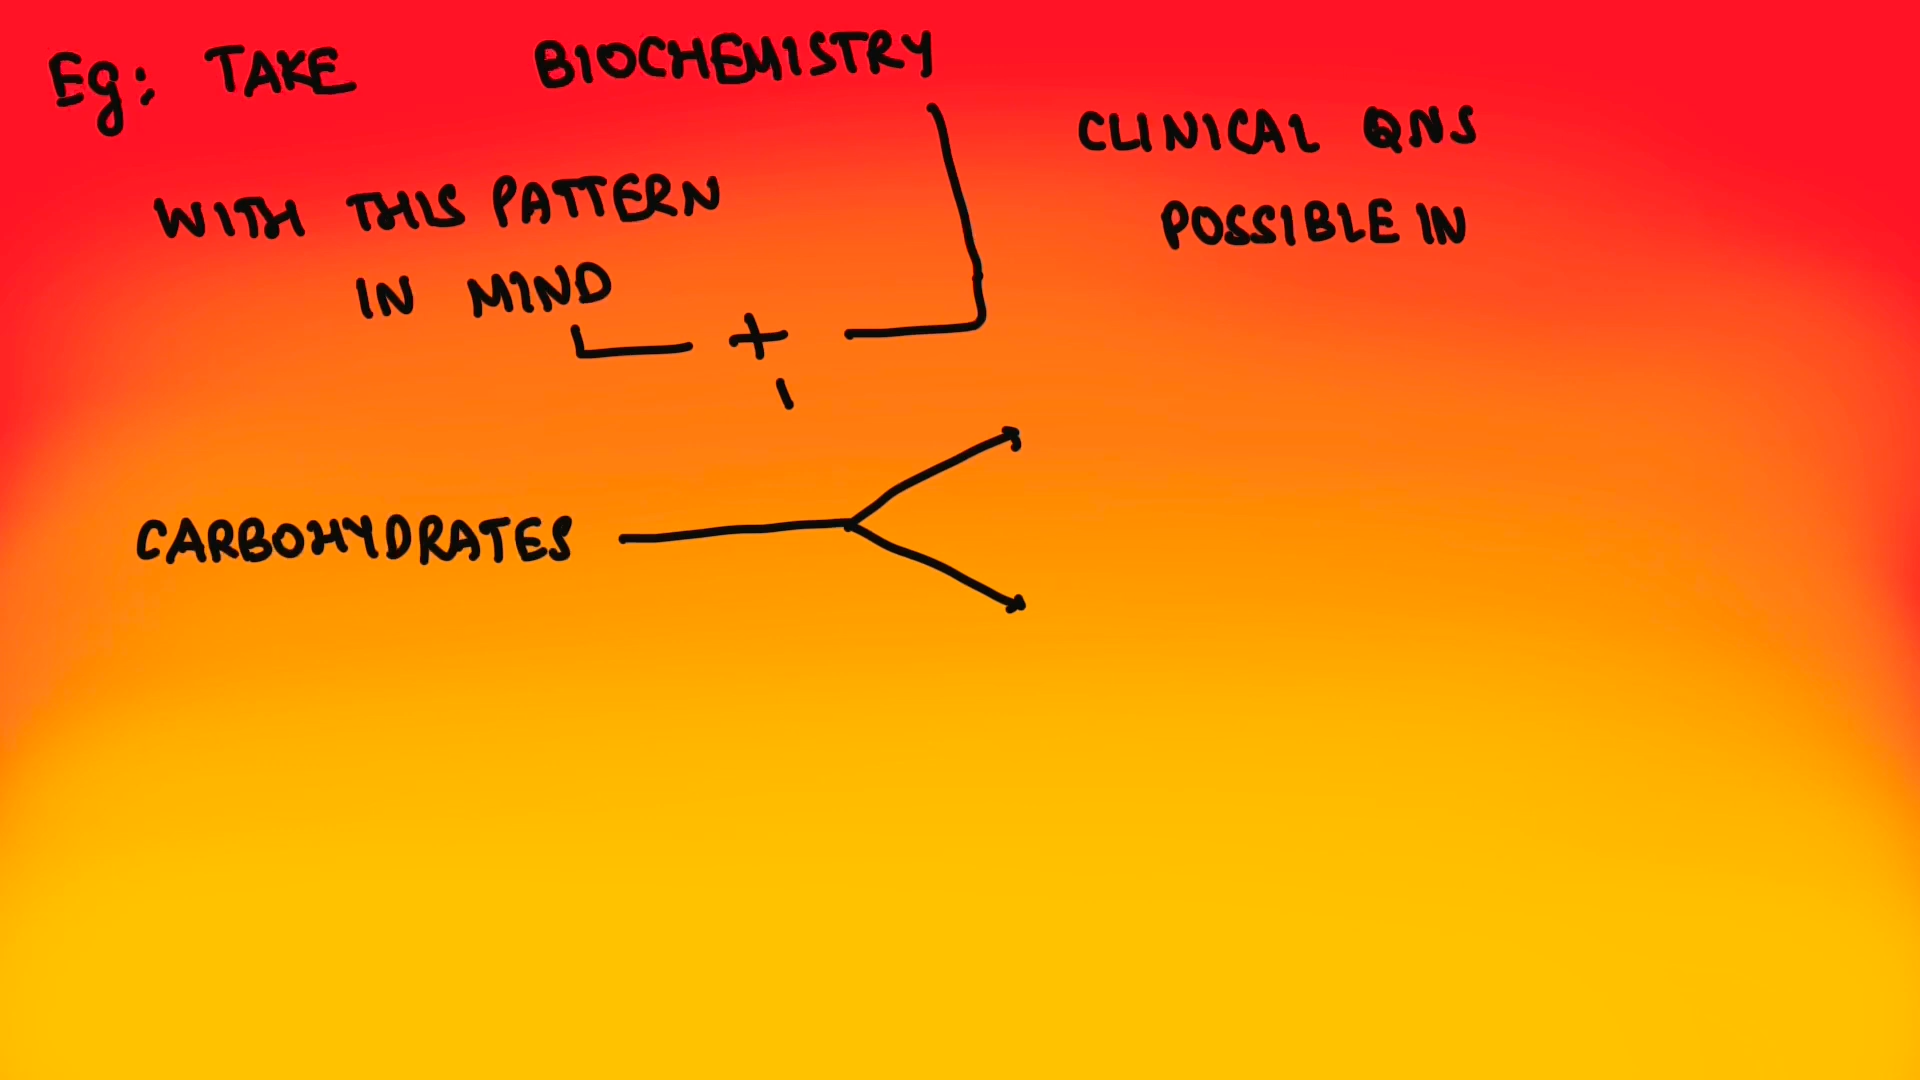 Eg: TAKE BIOCHEMISTRY
WITH THIS PATTERN
IN MIND
+
CLINICAL QNS
POSSIBLE IN
CARBOHYDRATES